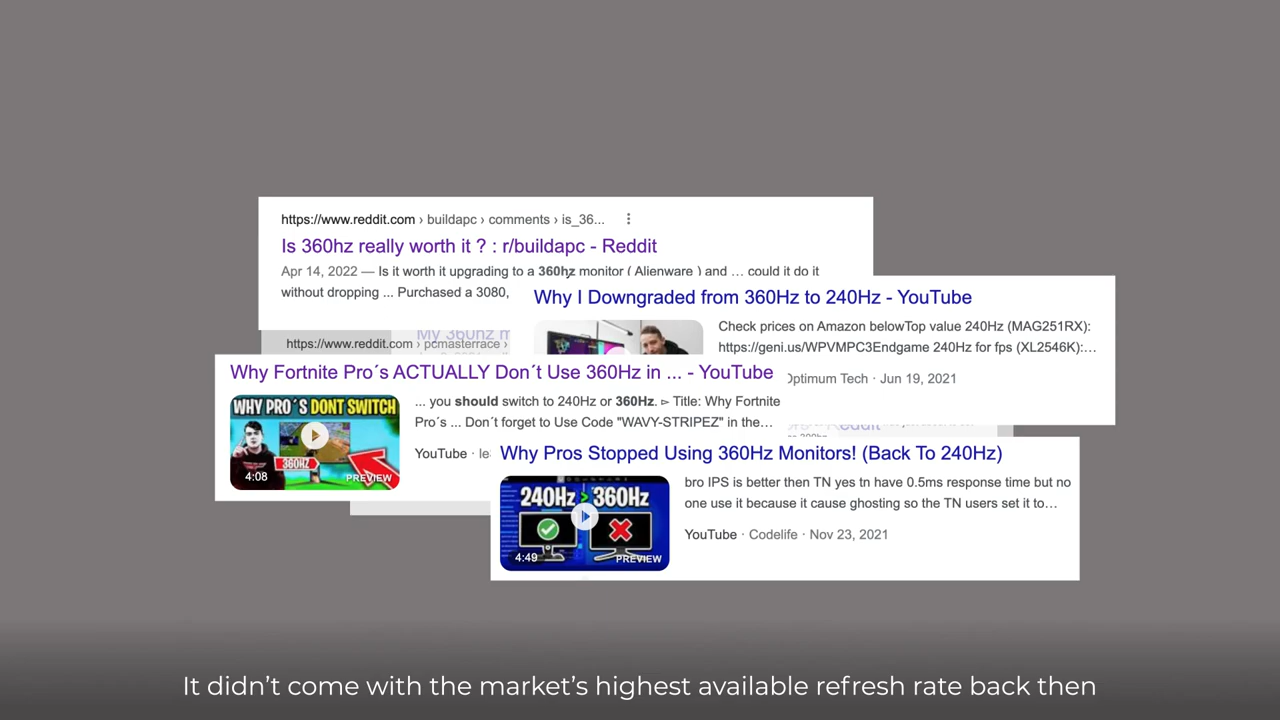 https://www.reddit.com › buildapc › comments › is_36...
Is 360hz really worth it ? : r/buildapc - Reddit
Apr 14, 2022 — Is it worth it upgrading to a 360hz monitor ( Alienware ) and … could it do it
without dropping ... Purchased a 3080,
Why I Downgraded from 360Hz to 240Hz - YouTube
Check prices on Amazon belowTop value 240Hz (MAG251RX):
https://geni.us/WPVMPC3Endgame 240Hz for fps (XL2546K):…
Optimum Tech · Jun 19, 2021
My 360hz
https://www.reddit.com › pcmasterrace ›
Why Fortnite Pro´s ACTUALLY Don´t Use 360Hz in ... - YouTube
WHY PRO´S DONT SWITCH
360HZ
4:08
PREVIEW
... you should switch to 240Hz or 360Hz. ▻ Title: Why Fortnite
Pro´s ... Don´t forget to Use Code "WAVY-STRIPEZ" in the…
YouTube ·
Reddit
Why Pros Stopped Using 360Hz Monitors! (Back To 240Hz)
240Hz > 360Hz
4:49
PREVIEW
bro IPS is better then TN yes tn have 0.5ms response time but no
one use it because it cause ghosting so the TN users set it to…
YouTube · Codelife · Nov 23, 2021
It didn’t come with the market’s highest available refresh rate back then